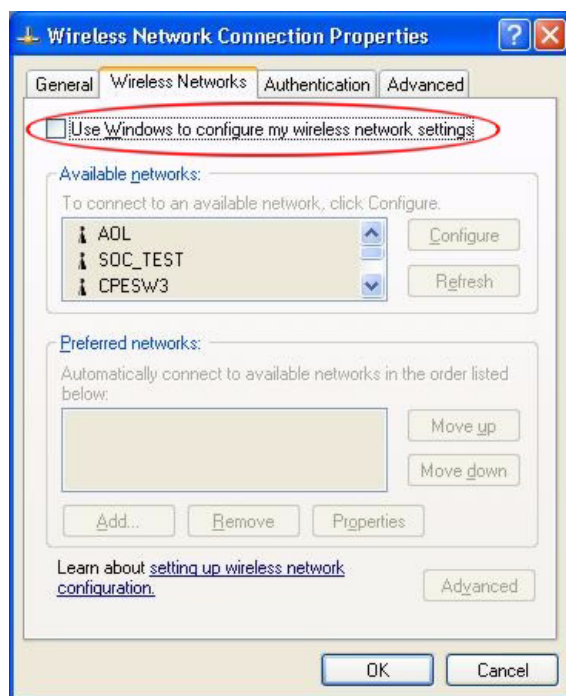 Wireless Network Connection Properties
General Wireless Networks Authentication Advanced
Use Windows to configure my wireless network settings
Available networks:
To connect to an available network, click Configure.
AOL
SOC_TEST
CPESW3
Configure
Refresh
Preferred networks:
Automatically connect to available networks in the order listed
below:
Move up
Move down
Add... Remove Properties
Learn about setting up wireless network
configuration.
Advanced
OK Cancel